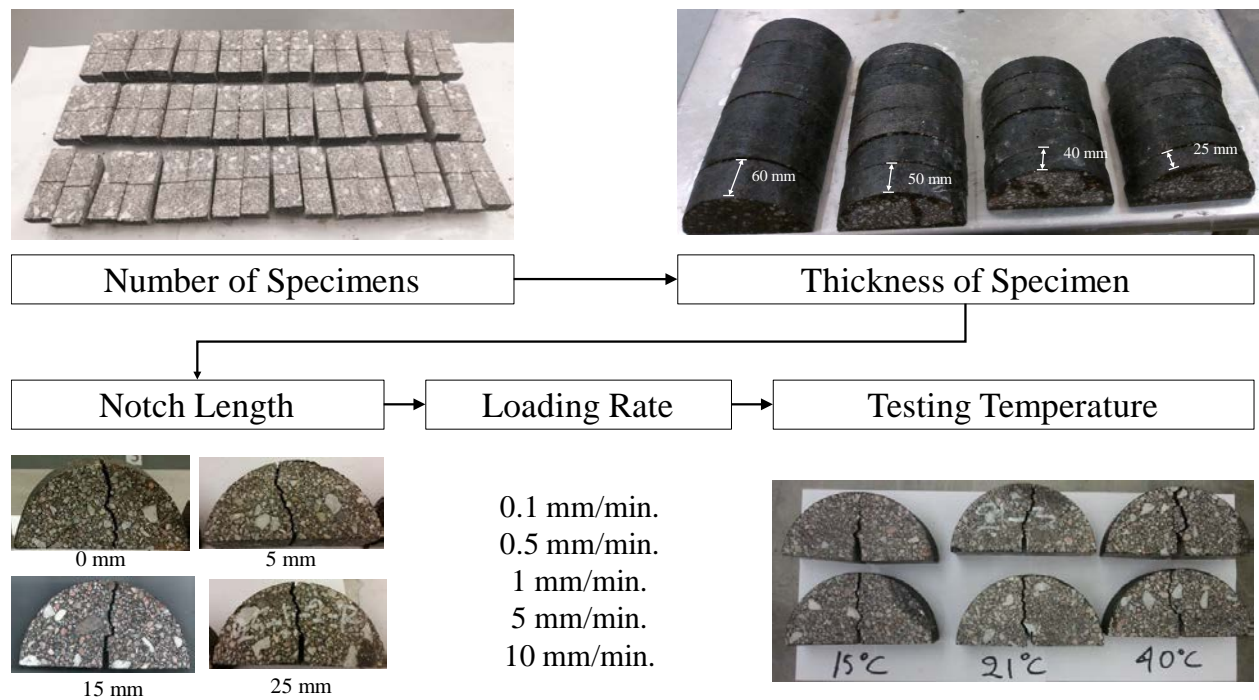 60 mm
50 mm
40 mm
25 mm
Number of Specimens
Thickness of Specimen
Notch Length
Loading Rate
Testing Temperature
0 mm
5 mm
15 mm
25 mm
0.1 mm/min.
0.5 mm/min.
1 mm/min.
5 mm/min.
10 mm/min.
15°C
21°C
40°C